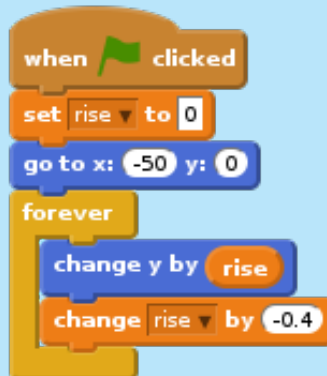 when clicked
set rise to 0
go to x: -50 y: 0
forever
change y by rise
change rise by -0.4